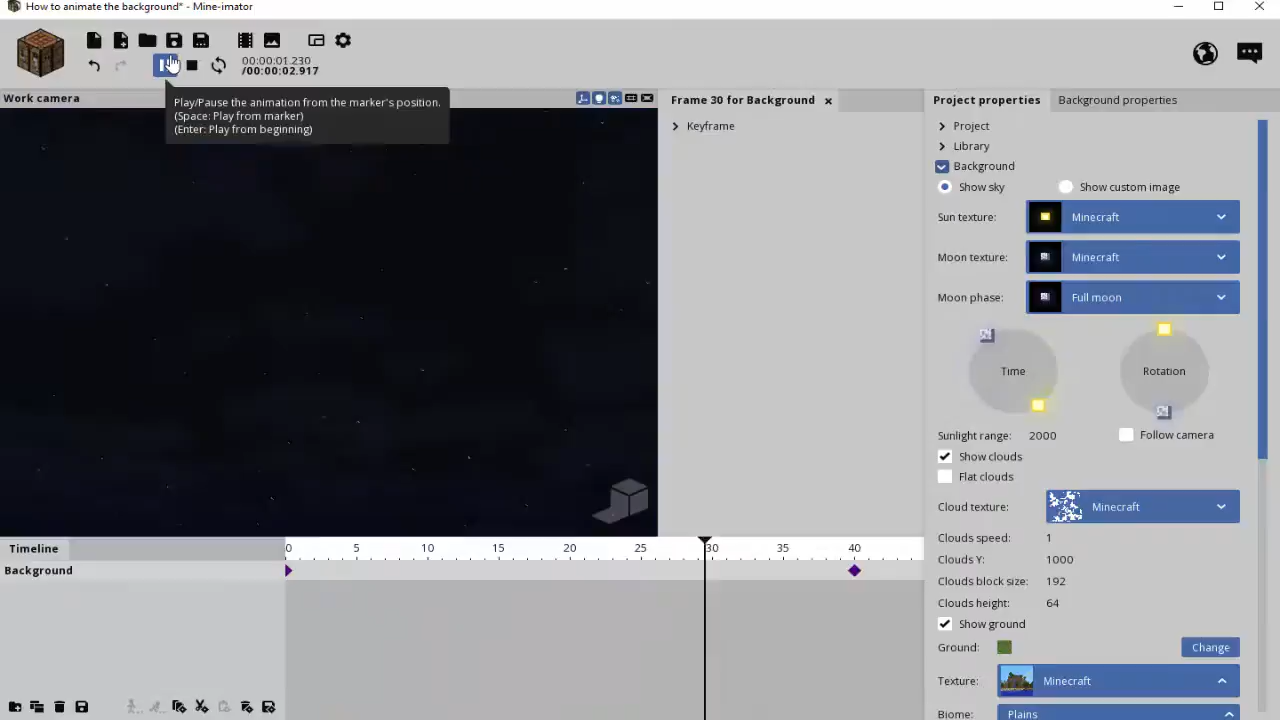 How to animate the background* - Mine-imator
00:00:01.230
/00:00:02.917
Work camera
Play/Pause the animation from the marker's position.
(Space: Play from marker)
(Enter: Play from beginning)
Frame 30 for Background
Keyframe
Project properties
Background properties
Project
Library
Background
Show sky
Show custom image
Sun texture:
Minecraft
Moon texture:
Minecraft
Moon phase:
Full moon
Time
Rotation
Sunlight range: 2000
Follow camera
Show clouds
Flat clouds
Cloud texture:
Minecraft
Clouds speed: 1
Clouds Y: 1000
Clouds block size: 192
Clouds height: 64
Show ground
Ground:
Change
Texture:
Minecraft
Biome:
Plains
Timeline
0 5 10 15 20 25 30 35 40
Background